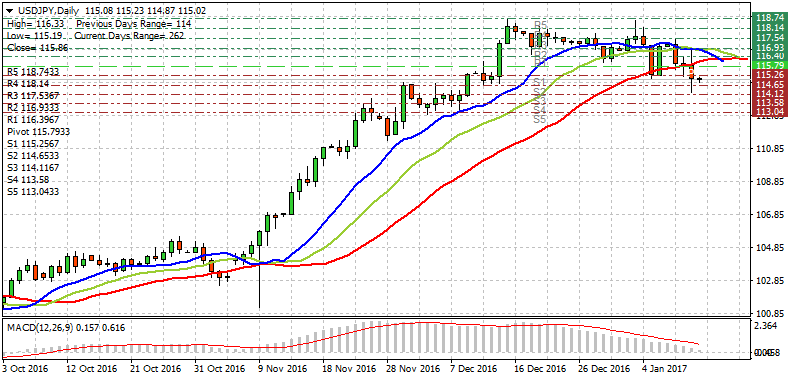 USDJPY,Daily 115.08 115.23 114.87 115.02
High= 116.33 Previous Days Range= 114
Low= 115.19 Current Days Range= 262
Close= 115.86
R5 118.7433
R4 118.14
R3 117.5367
R2 116.9333
R1 116.3967
Pivot 115.7933
S1 115.2567
S2 114.6533
S3 114.1167
S4 113.58
S5 113.0433
R5
S1
S2
S3
S4
S5
118.74
118.14
117.54
116.93
116.40
115.79
115.26
114.65
114.12
113.58
113.04
110.85
108.85
106.85
104.85
102.85
100.85
MACD(12,26,9) 0.157 0.616
2.364
3 Oct 2016 12 Oct 2016 21 Oct 2016 31 Oct 2016 9 Nov 2016 18 Nov 2016 28 Nov 2016 7 Dec 2016 16 Dec 2016 26 Dec 2016 4 Jan 2017